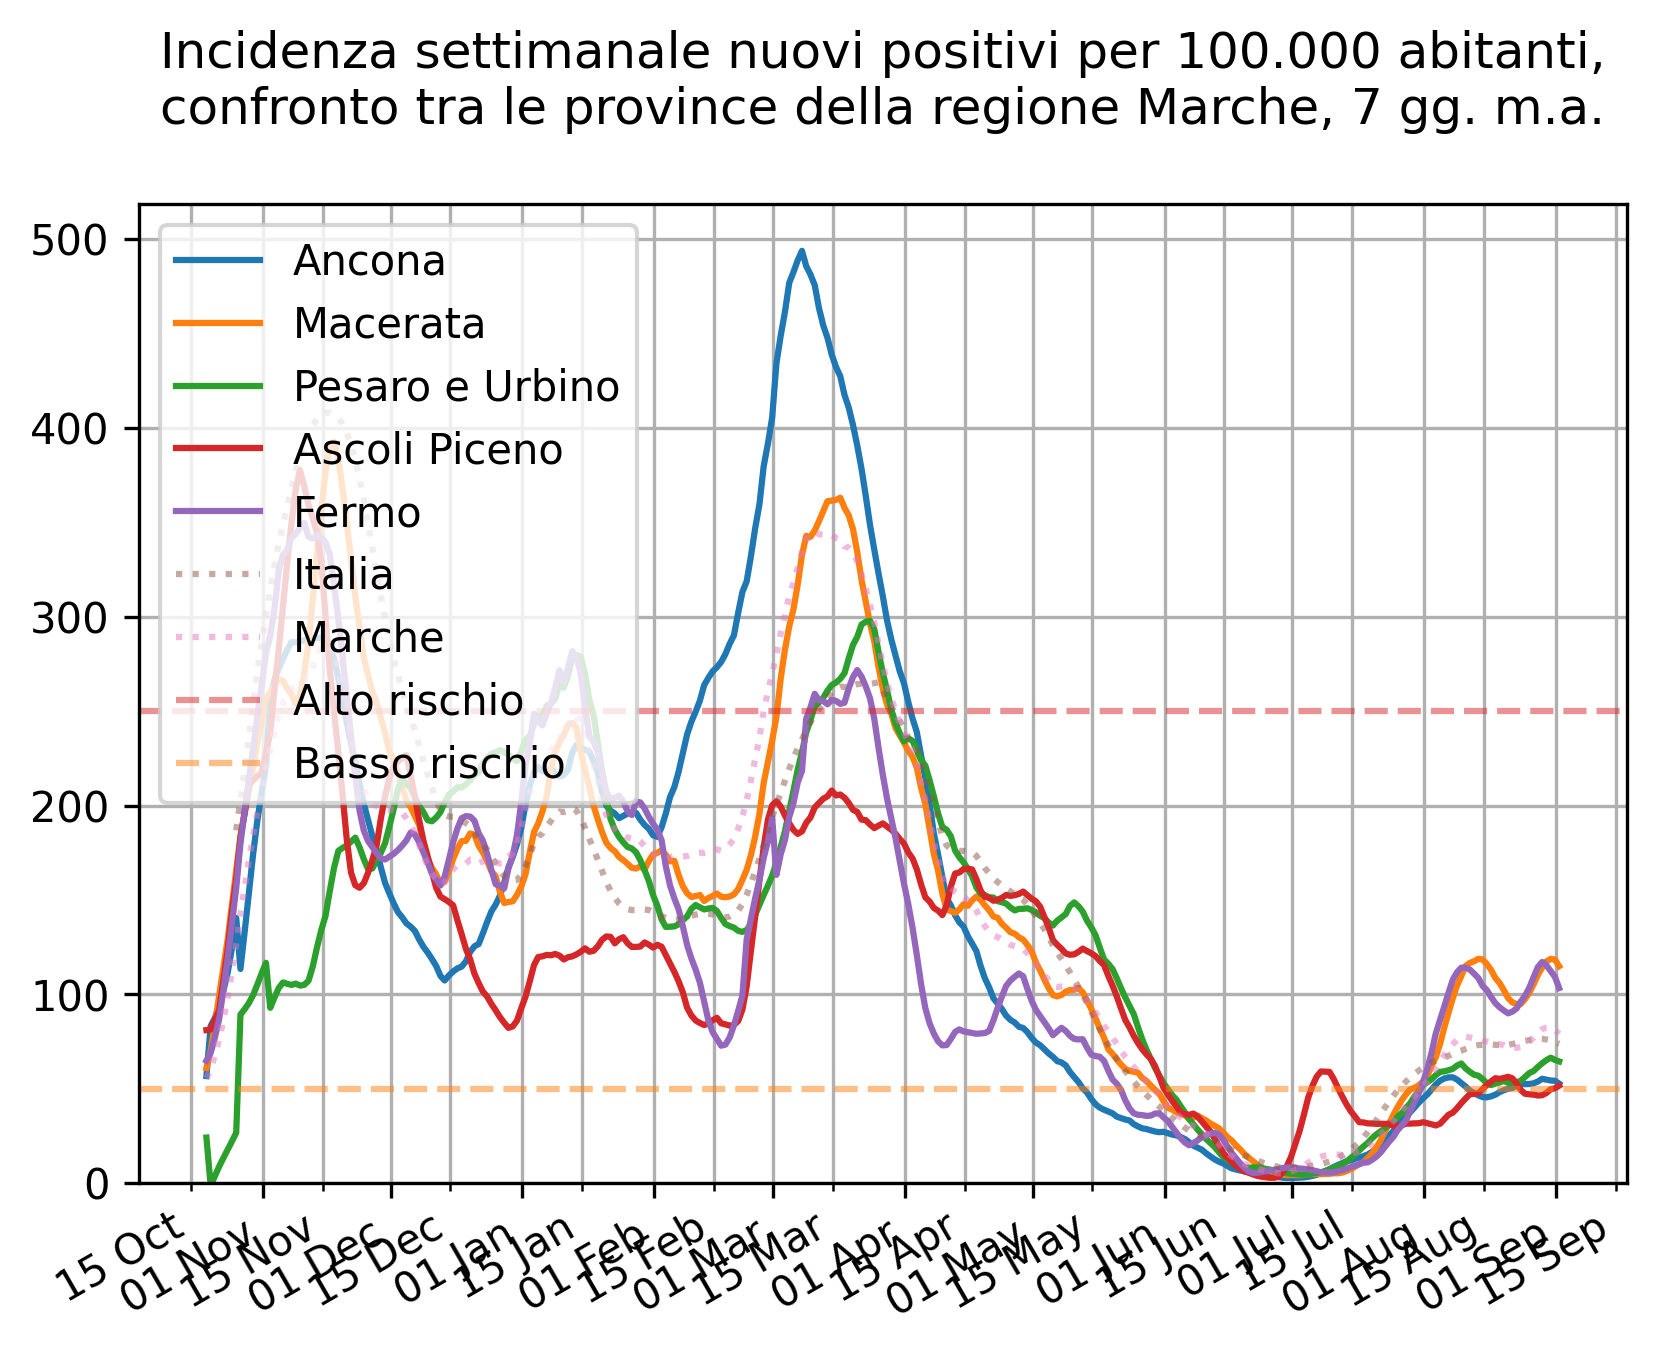 Incidenza settimanale nuovi positivi per 100.000 abitanti,
confronto tra le province della regione Marche, 7 gg. m.a.
500
400
300
200
100
0
Ancona
Macerata
Pesaro e Urbino
Ascoli Piceno
Fermo
Italia
Marche
Alto rischio
Basso rischio
15 Oct
01 Nov
15 Nov
01 Dec
15 Dec
01 Jan
15 Jan
01 Feb
15 Feb
01 Mar
15 Mar
01 Apr
15 Apr
01 May
15 May
01 Jun
15 Jun
01 Jul
15 Jul
01 Aug
15 Aug
01 Sep
15 Sep